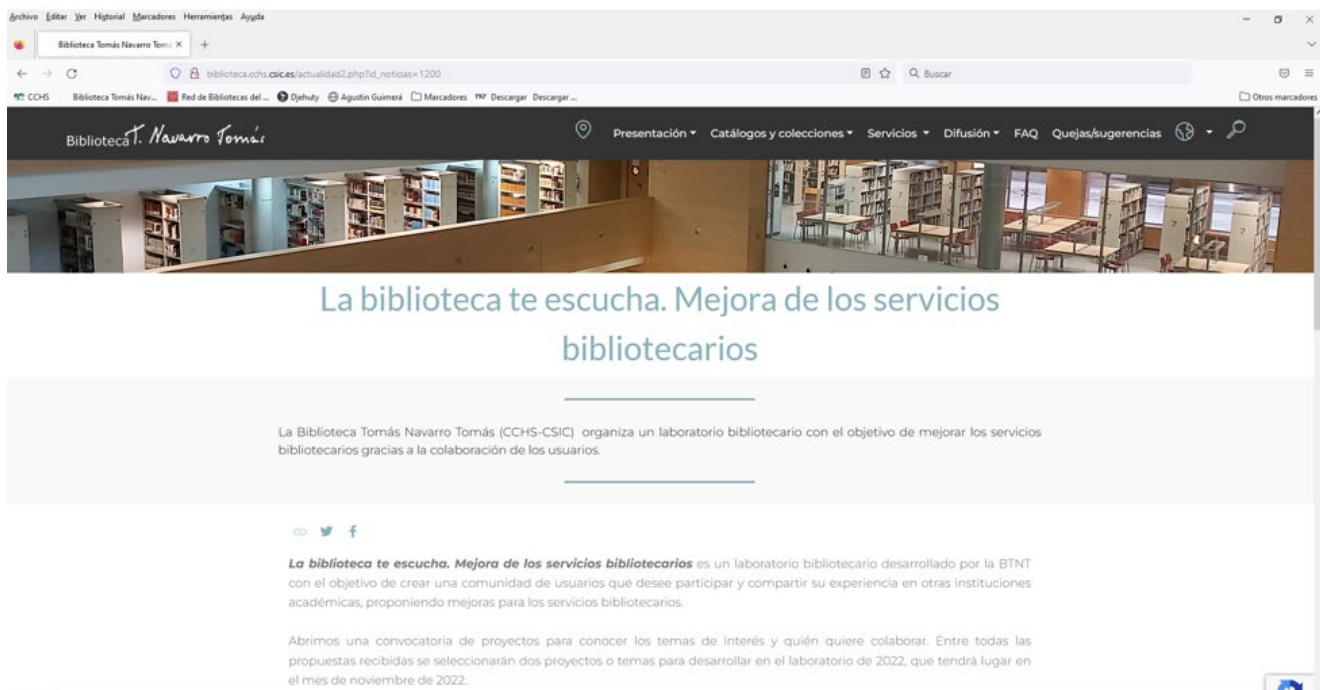 Archivo Editar Ver Historial Marcadores Herramientas Ayuda
Biblioteca Tomás Navarro Tomá
biblioteca.cchs.csic.es/actualidad2.php?id_noticias=1200
Buscar
CCHS Biblioteca Tomás Nav... Red de Bibliotecas del ... Djehuty Agustin Guimerá Marcadores PKP Descargar Descargar ... Otros marcadores
Biblioteca T. Navarro Tomás
Presentación Catálogos y colecciones Servicios Difusión FAQ Quejas/sugerencias
La biblioteca te escucha. Mejora de los servicios
bibliotecarios
La Biblioteca Tomás Navarro Tomás (CCHS-CSIC) organiza un laboratorio bibliotecario con el objetivo de mejorar los servicios
bibliotecarios gracias a la colaboración de los usuarios.
La biblioteca te escucha. Mejora de los servicios bibliotecarios es un laboratorio bibliotecario desarrollado por la BTNT
con el objetivo de crear una comunidad de usuarios que desee participar y compartir su experiencia en otras instituciones
académicas, proponiendo mejoras para los servicios bibliotecarios.
Abrimos una convocatoria de proyectos para conocer los temas de interés y quién quiere colaborar. Entre todas las
propuestas recibidas se seleccionarán dos proyectos o temas para desarrollar en el laboratorio de 2022, que tendrá lugar en
el mes de noviembre de 2022.